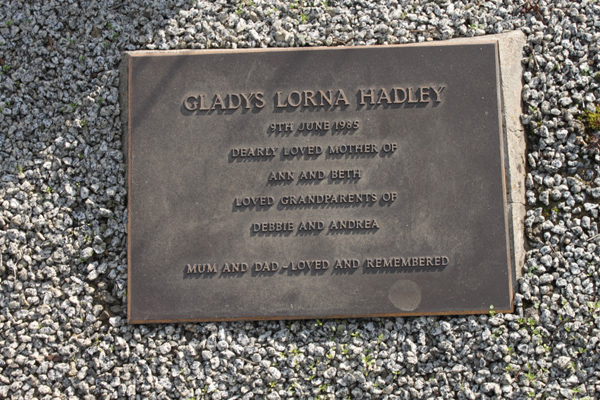 GLADYS LORNA HADLEY
9TH JUNE 1985
DEARLY LOVED MOTHER OF
ANN AND BETH
LOVED GRANDPARENTS OF
DEBBIE AND ANDREA
MUM AND DAD - LOVED AND REMEMBERED